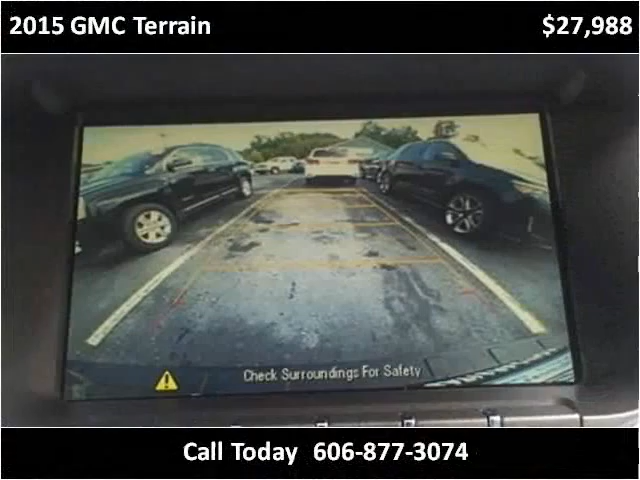 2015 GMC Terrain $27,988
Check Surroundings For Safety
Call Today 606-877-3074